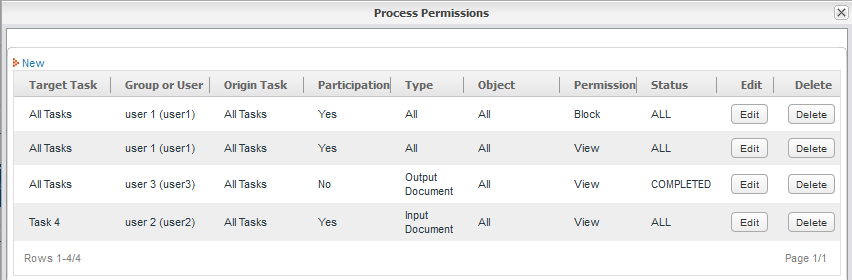 Process Permissions
New
Target Task Group or User Origin Task Participation Type Object Permission Status Edit Delete
All Tasks user 1 (user1) All Tasks Yes All All Block ALL Edit Delete
All Tasks user 1 (user1) All Tasks Yes All All View ALL Edit Delete
All Tasks user 3 (user3) All Tasks No Output Document All View COMPLETED Edit Delete
Task 4 user 2 (user2) All Tasks Yes Input Document All View ALL Edit Delete
Rows 1-4/4 Page 1/1